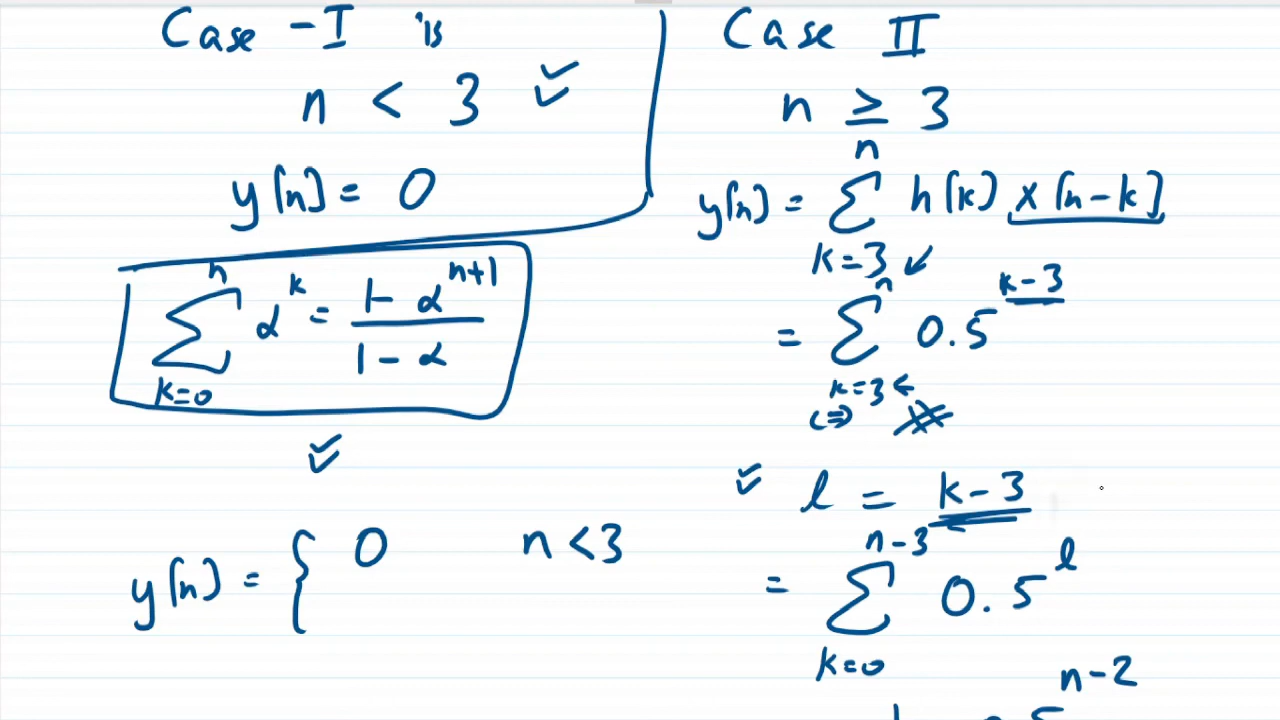 Case - I is
n < 3
y[n] = 0
n
∑ α^k = (1 - α^{n+1}) / (1 - α)
k=0
y[n] = { 0 n < 3
Case II
n ≥ 3
n
y[n] = ∑ h[k] x[n-k]
k=3
n
= ∑ 0.5^{k-3}
k=3
l = k-3
n-3
= ∑ 0.5^l
k=0
n-2